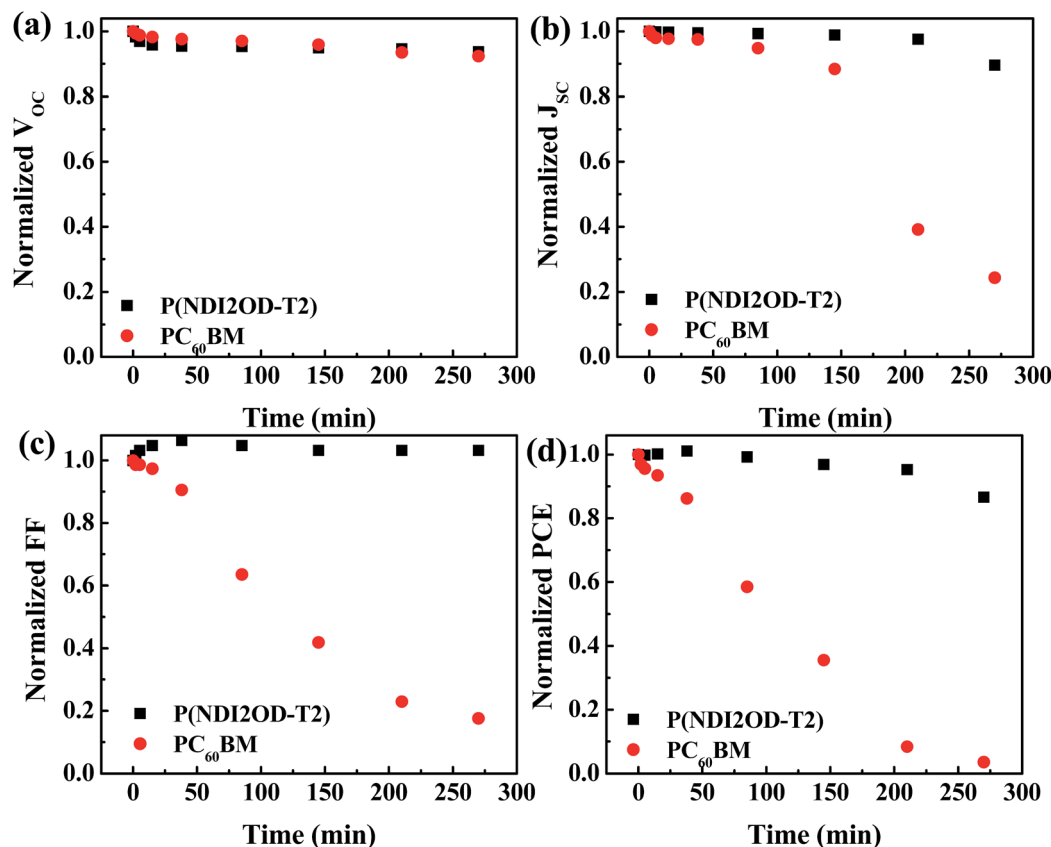 (a)
Normalized V_OC
1.0
0.8
0.6
0.4
0.2
0.0
P(NDI2OD-T2)
PC60BM
0 50 100 150 200 250 300
Time (min)
(b)
Normalized J_SC
1.0
0.8
0.6
0.4
0.2
0.0
P(NDI2OD-T2)
PC60BM
0 50 100 150 200 250 300
Time (min)
(c)
Normalized FF
1.0
0.8
0.6
0.4
0.2
0.0
P(NDI2OD-T2)
PC60BM
0 50 100 150 200 250 300
Time (min)
(d)
Normalized PCE
1.0
0.8
0.6
0.4
0.2
0.0
P(NDI2OD-T2)
PC60BM
0 50 100 150 200 250 300
Time (min)